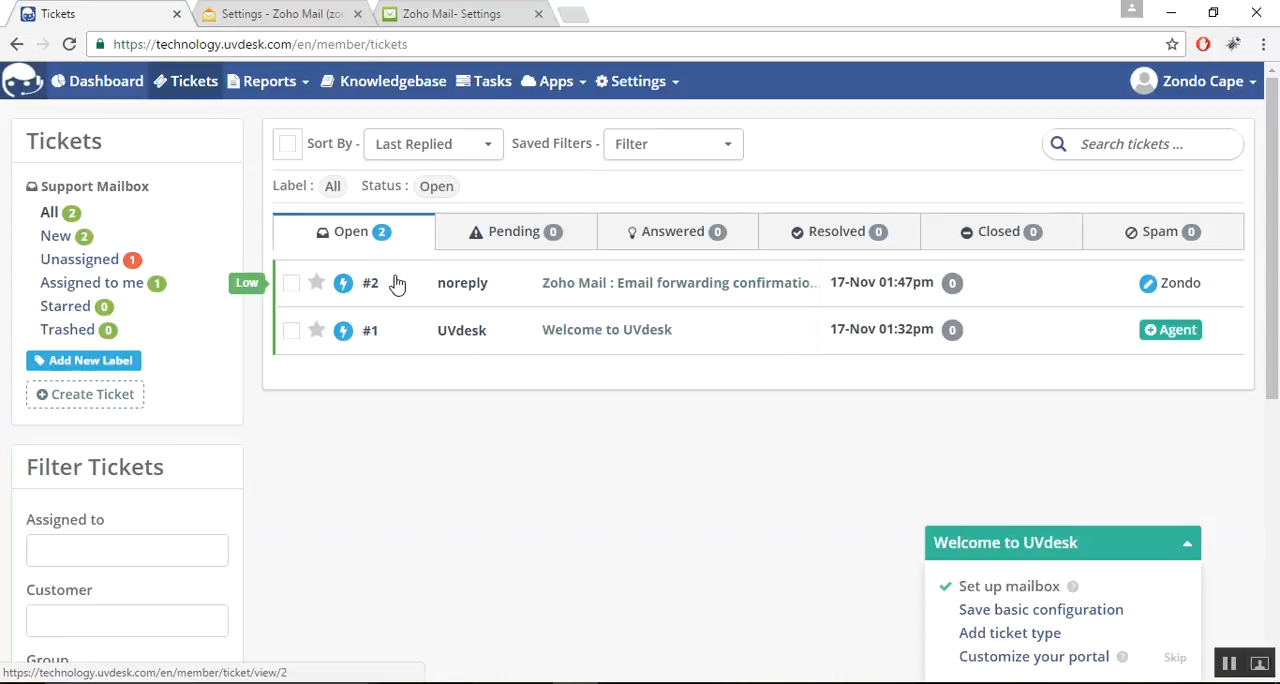 Tickets
Settings - Zoho Mail (zo
Zoho Mail- Settings
https://technology.uvdesk.com/en/member/tickets
Dashboard Tickets Reports Knowledgebase Tasks Apps Settings Zondo Cape
Tickets
Support Mailbox
All 2
New 2
Unassigned 1
Assigned to me 1
Starred 0
Trashed 0
Add New Label
Create Ticket
Filter Tickets
Assigned to
Customer
Group
Sort By - Last Replied Saved Filters - Filter Search tickets ...
Label : All Status : Open
Open 2 Pending 0 Answered 0 Resolved 0 Closed 0 Spam 0
Low #2 noreply Zoho Mail : Email forwarding confirmatio... 17-Nov 01:47pm 0 Zondo
#1 UVdesk Welcome to UVdesk 17-Nov 01:32pm 0 Agent
Welcome to UVdesk
Set up mailbox ?
Save basic configuration
Add ticket type
Customize your portal ? Skip
https://technology.uvdesk.com/en/member/ticket/view/2